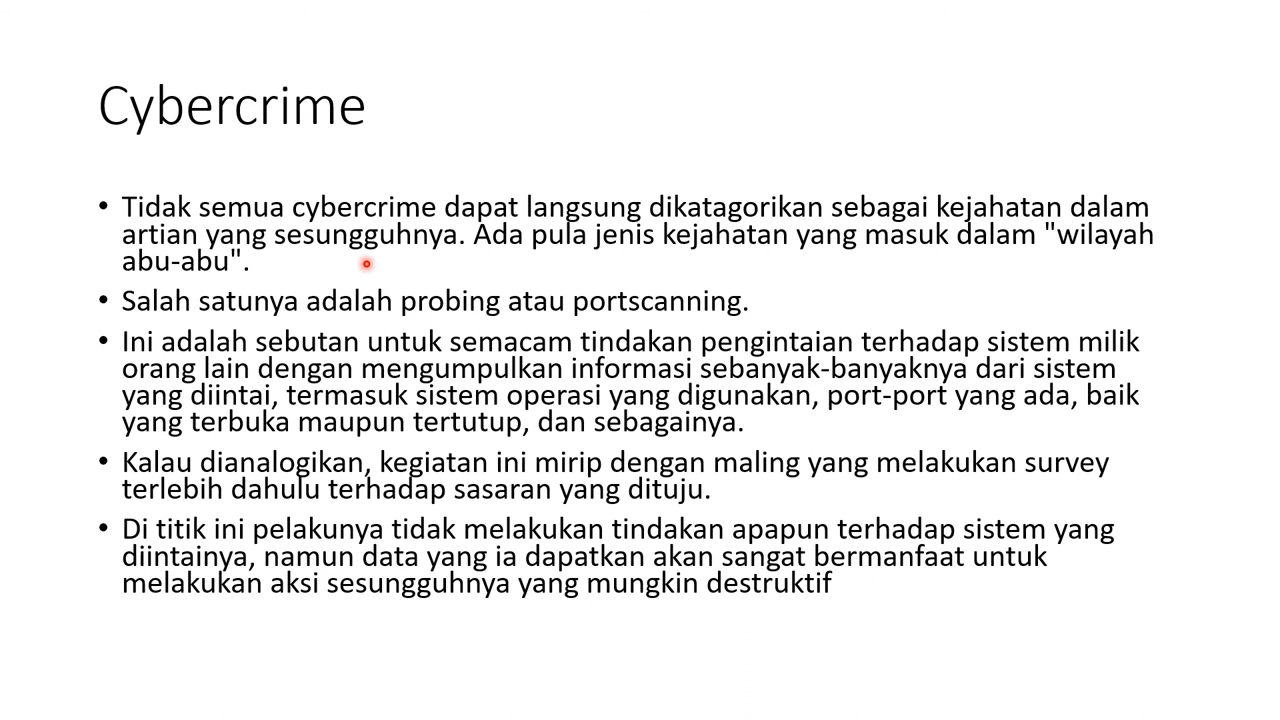 Cybercrime
• Tidak semua cybercrime dapat langsung dikatagorikan sebagai kejahatan dalam
artian yang sesungguhnya. Ada pula jenis kejahatan yang masuk dalam "wilayah
abu-abu".
• Salah satunya adalah probing atau portscanning.
• Ini adalah sebutan untuk semacam tindakan pengintaian terhadap sistem milik
orang lain dengan mengumpulkan informasi sebanyak-banyaknya dari sistem
yang diintai, termasuk sistem operasi yang digunakan, port-port yang ada, baik
yang terbuka maupun tertutup, dan sebagainya.
• Kalau dianalogikan, kegiatan ini mirip dengan maling yang melakukan survey
terlebih dahulu terhadap sasaran yang dituju.
• Di titik ini pelakunya tidak melakukan tindakan apapun terhadap sistem yang
diintainya, namun data yang ia dapatkan akan sangat bermanfaat untuk
melakukan aksi sesungguhnya yang mungkin destruktif